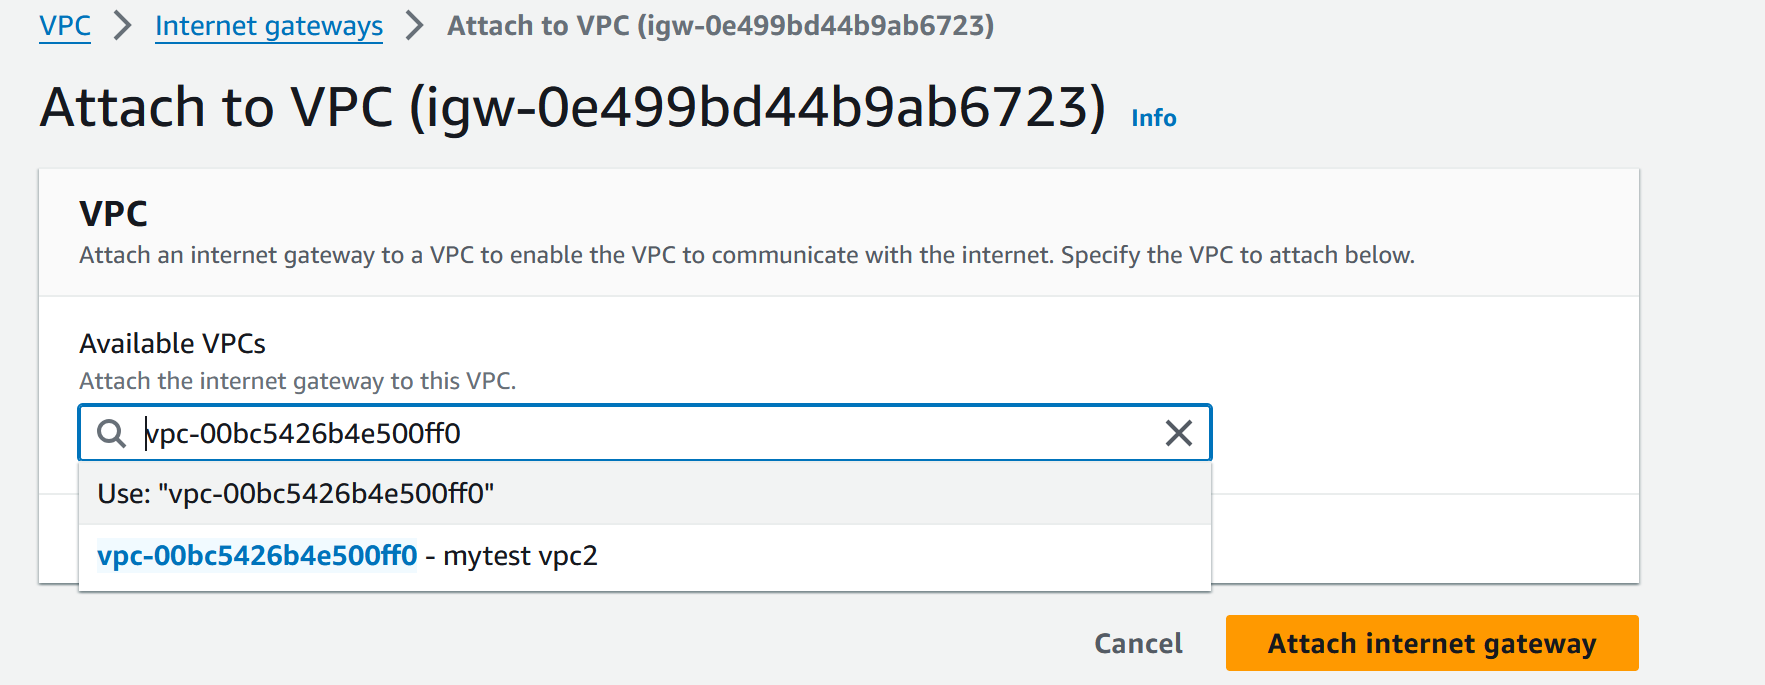 VPC > Internet gateways > Attach to VPC (igw-0e499bd44b9ab6723)
Attach to VPC (igw-0e499bd44b9ab6723) Info
VPC
Attach an internet gateway to a VPC to enable the VPC to communicate with the internet. Specify the VPC to attach below.
Available VPCs
Attach the internet gateway to this VPC.
vpc-00bc5426b4e500ff0
Use: "vpc-00bc5426b4e500ff0"
vpc-00bc5426b4e500ff0 - mytest vpc2
Cancel Attach internet gateway